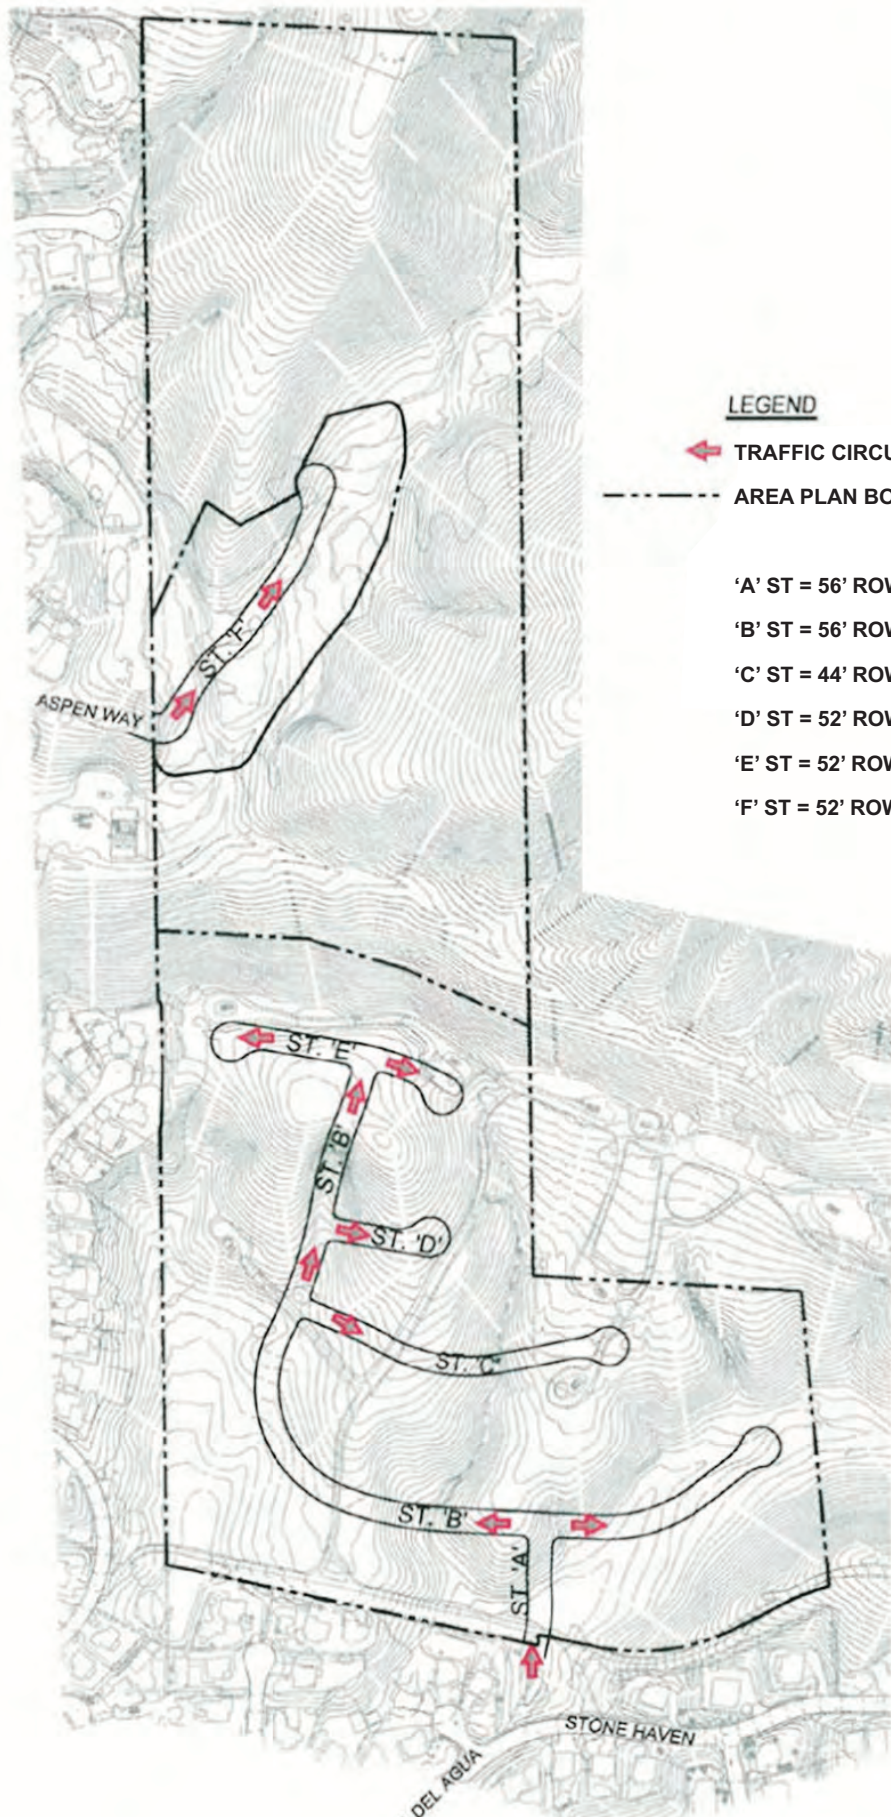 LEGEND
TRAFFIC CIRCU
AREA PLAN BO
‘A’ ST = 56’ ROW
‘B’ ST = 56’ ROW
‘C’ ST = 44’ ROW
‘D’ ST = 52’ ROW
‘E’ ST = 52’ ROW
‘F’ ST = 52’ ROW
ST. 'F'
ASPEN WAY
ST. 'E'
ST. 'B'
ST. 'D'
ST. 'C'
ST. 'B'
ST. 'A'
STONE HAVEN
DEL AGUA